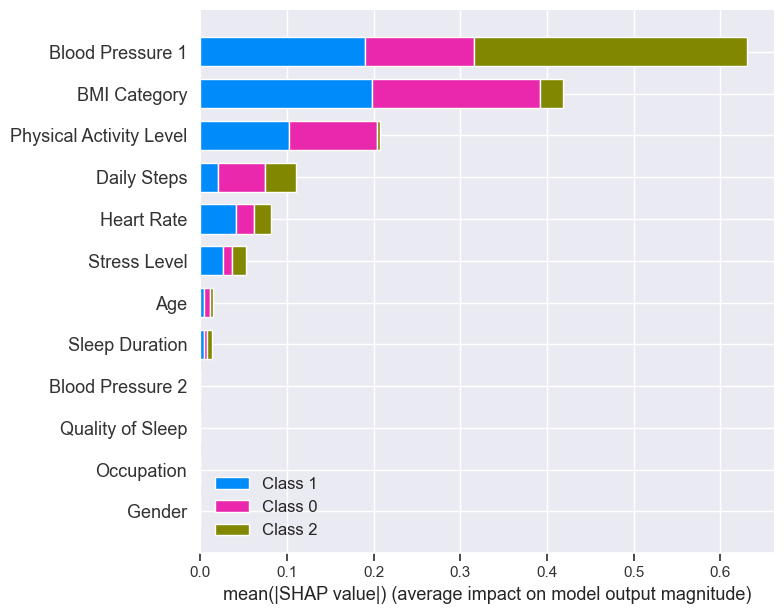 Blood Pressure 1
BMI Category
Physical Activity Level
Daily Steps
Heart Rate
Stress Level
Age
Sleep Duration
Blood Pressure 2
Quality of Sleep
Occupation
Gender
Class 1
Class 0
Class 2
0.0 0.1 0.2 0.3 0.4 0.5 0.6
mean(|SHAP value|) (average impact on model output magnitude)